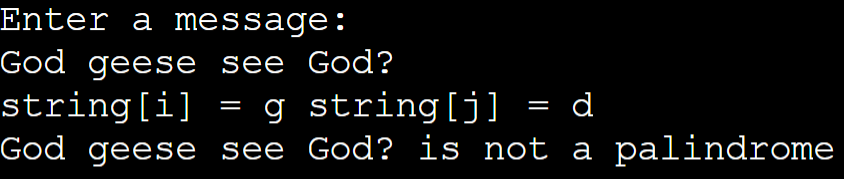 Enter a message:
God geese see God?
string[i] = g string[j] = d
God geese see God? is not a palindrome